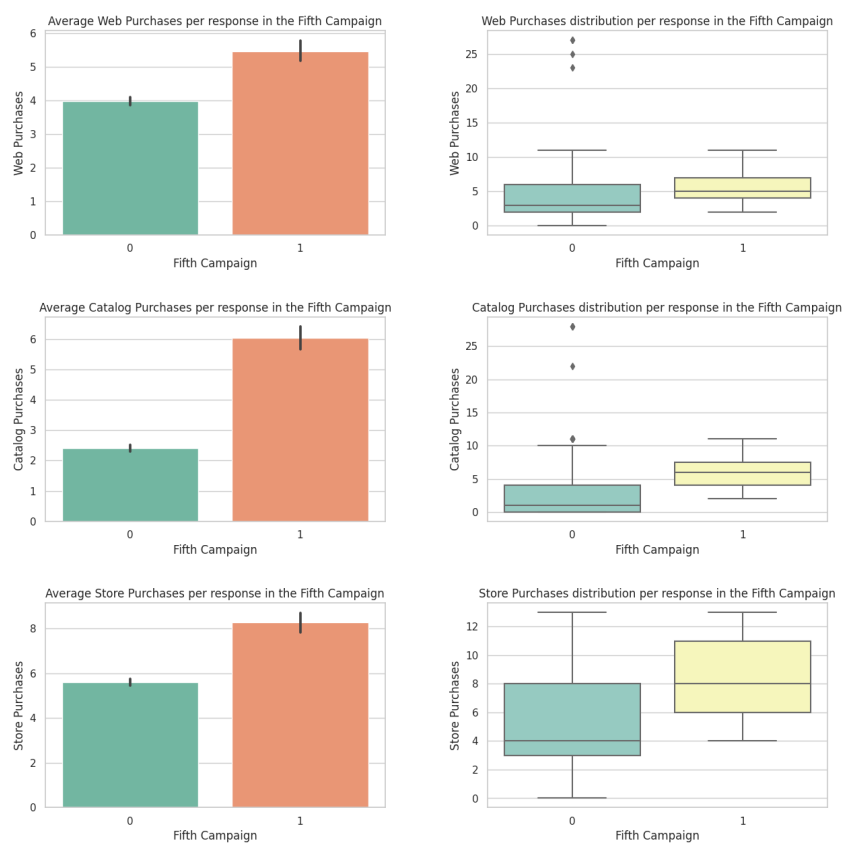 Average Web Purchases per response in the Fifth Campaign
6
5
4
3
2
1
0
Web Purchases
0 1
Fifth Campaign
Web Purchases distribution per response in the Fifth Campaign
25
20
15
10
5
0
Web Purchases
0 1
Fifth Campaign
Average Catalog Purchases per response in the Fifth Campaign
6
5
4
3
2
1
0
Catalog Purchases
0 1
Fifth Campaign
Catalog Purchases distribution per response in the Fifth Campaign
25
20
15
10
5
0
Catalog Purchases
0 1
Fifth Campaign
Average Store Purchases per response in the Fifth Campaign
8
6
4
2
0
Store Purchases
0 1
Fifth Campaign
Store Purchases distribution per response in the Fifth Campaign
12
10
8
6
4
2
0
Store Purchases
0 1
Fifth Campaign